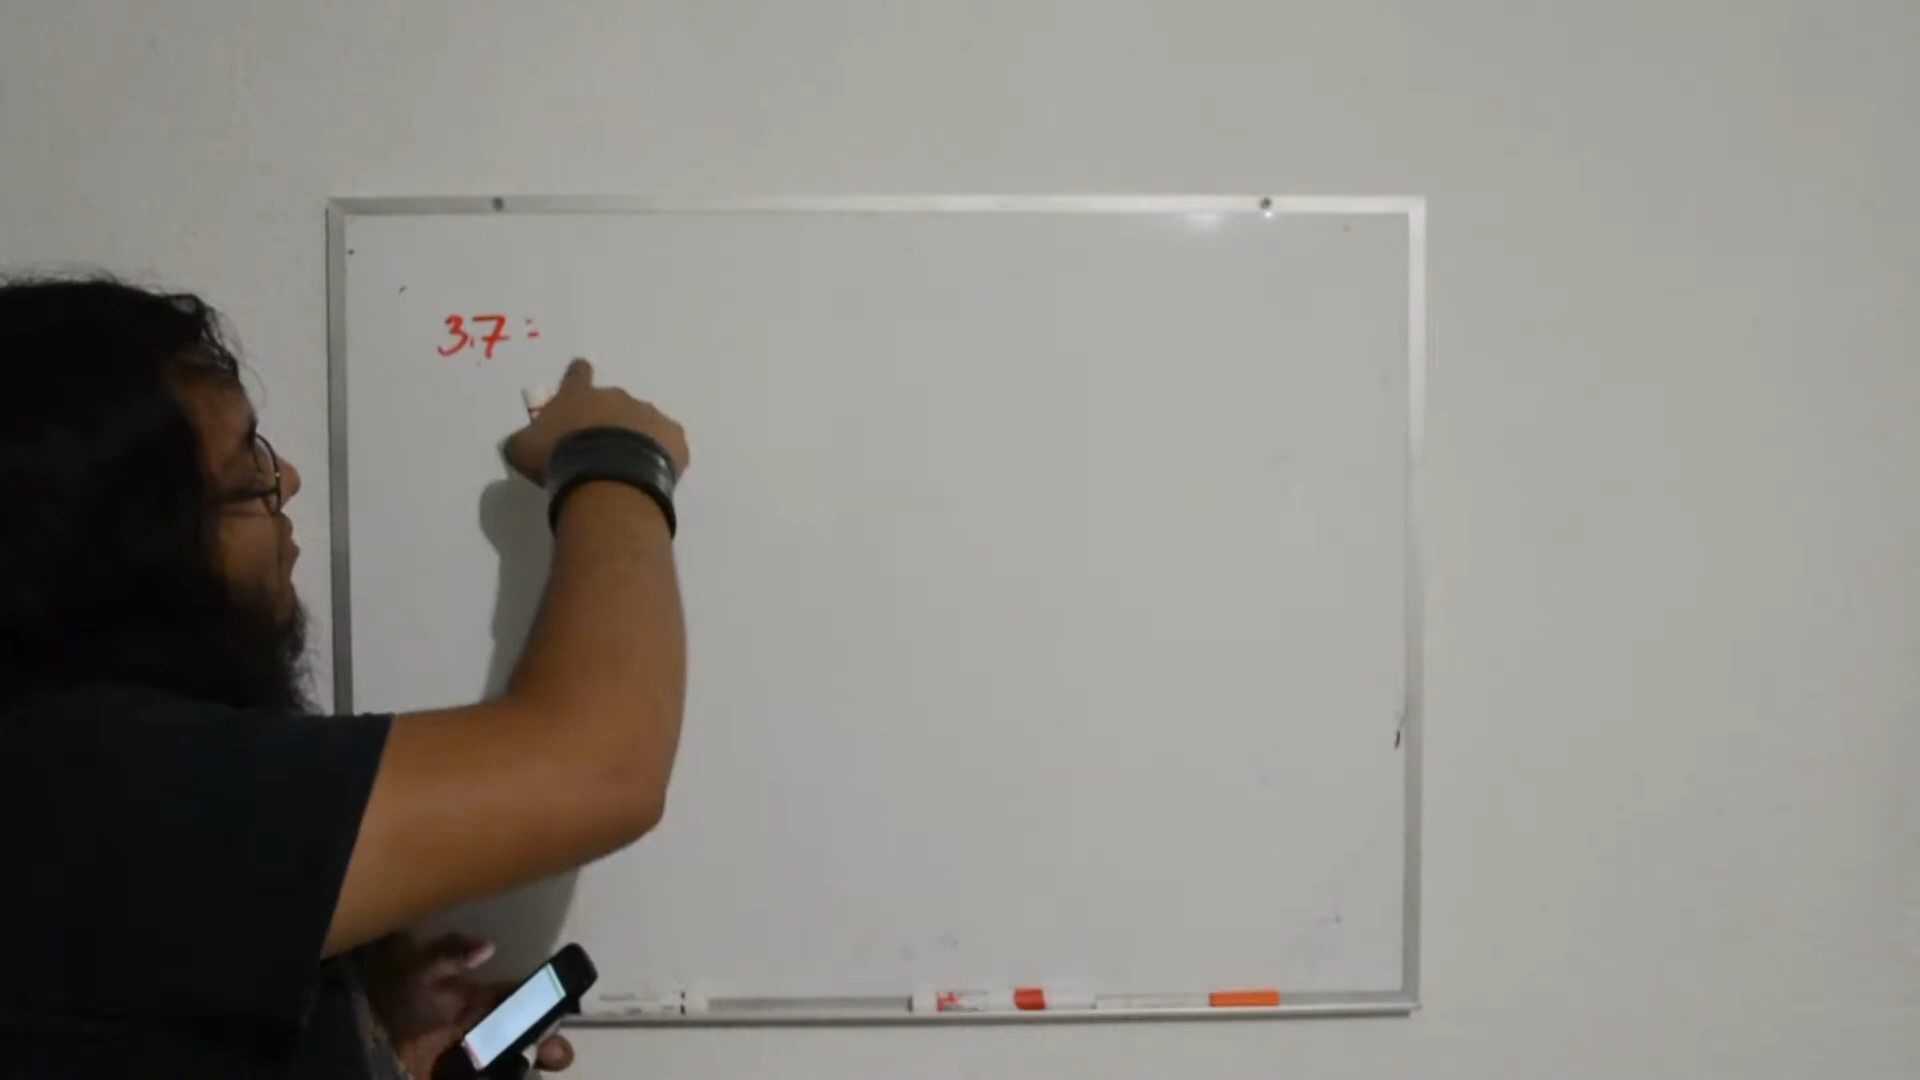 3.7 =